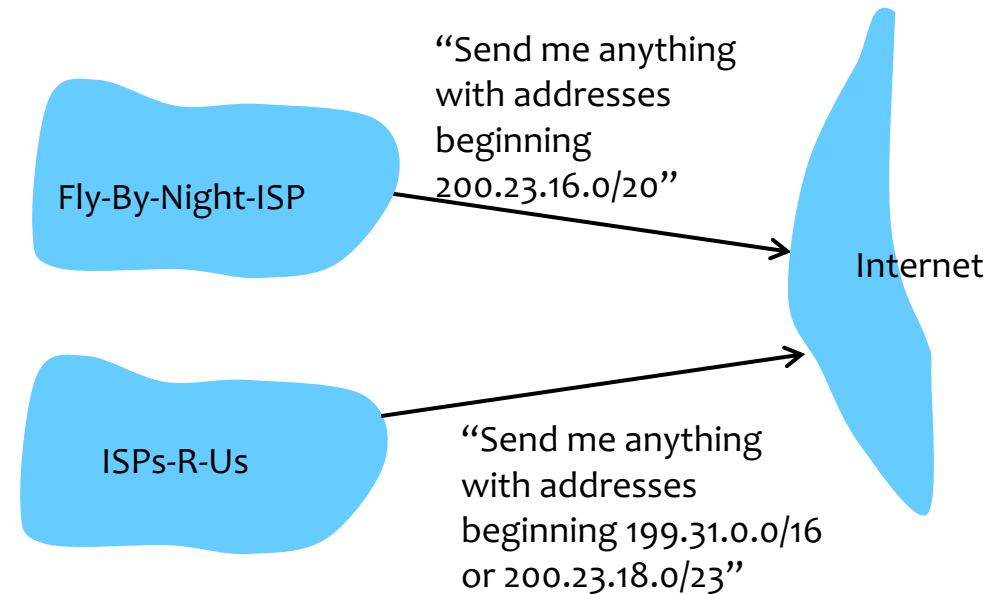 “Send me anything
with addresses
beginning
200.23.16.0/20”
Fly-By-Night-ISP
Internet
ISPs-R-Us
“Send me anything
with addresses
beginning 199.31.0.0/16
or 200.23.18.0/23”